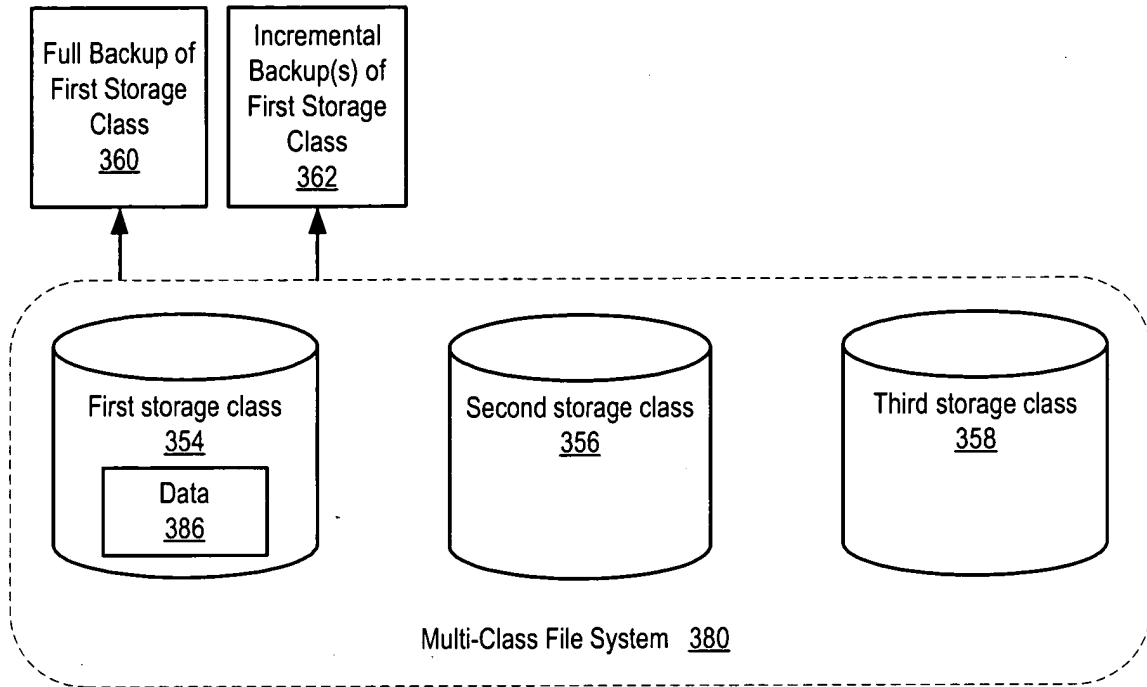 Full Backup of
First Storage
Class
360
Incremental
Backup(s) of
First Storage
Class
362
First storage class
354
Data
386
Second storage class
356
Third storage class
358
Multi-Class File System 380